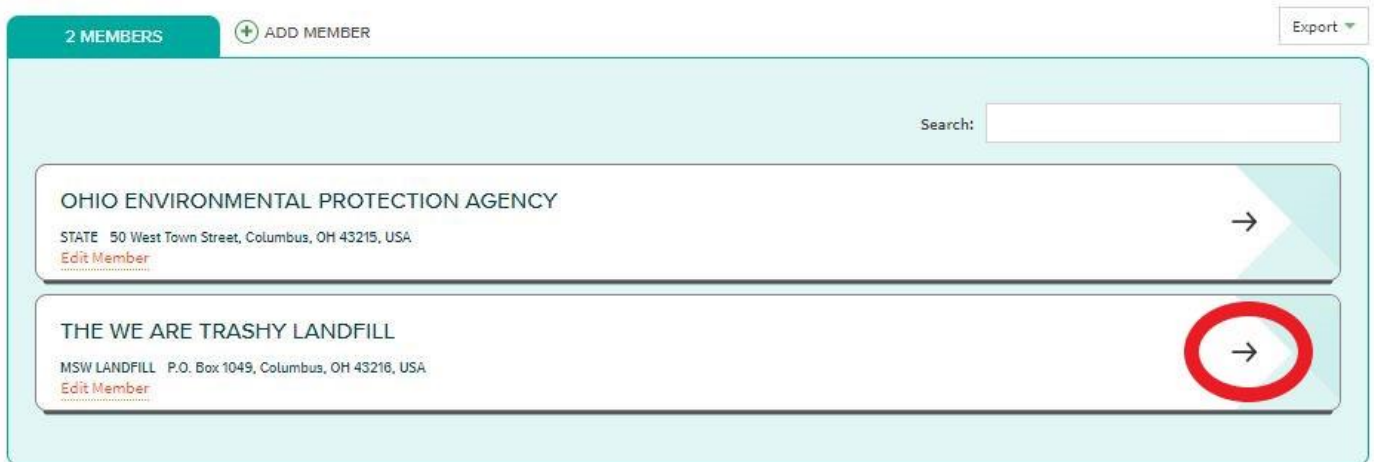 2 MEMBERS
ADD MEMBER
Export
Search:
OHIO ENVIRONMENTAL PROTECTION AGENCY
STATE 50 West Town Street, Columbus, OH 43215, USA
Edit Member
THE WE ARE TRASHY LANDFILL
MSW LANDFILL P.O. Box 1049, Columbus, OH 43216, USA
Edit Member